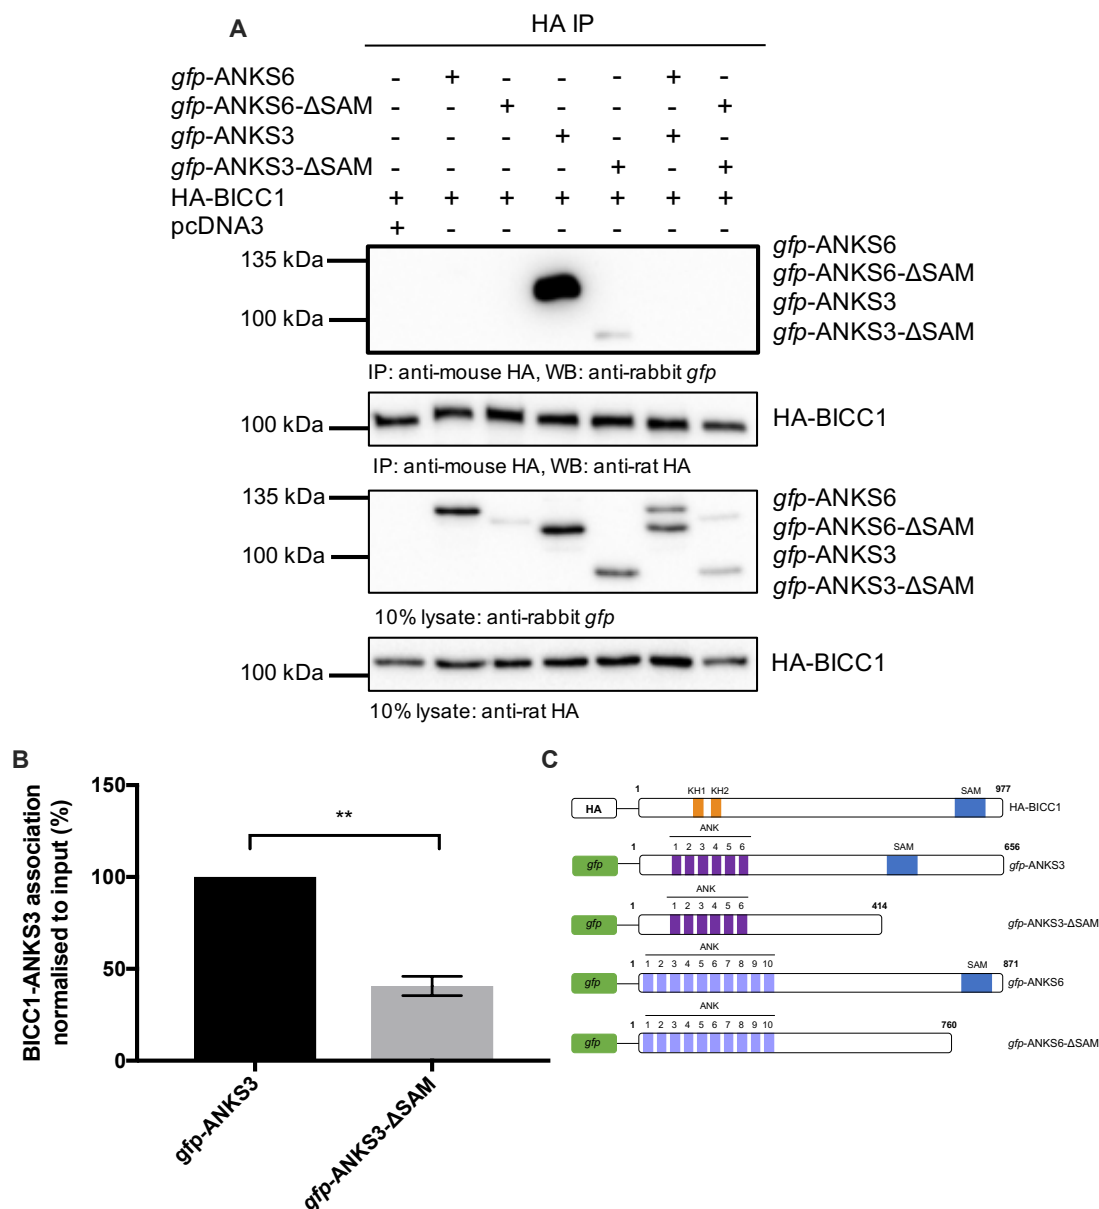 A
HA IP
gfp-ANKS6 - + - - - + -
gfp-ANKS6-ΔSAM - - + - - - +
gfp-ANKS3 - - - + - + -
gfp-ANKS3-ΔSAM - - - - + - +
HA-BICC1 + + + + + + +
pcDNA3 + - - - - - -
135 kDa
100 kDa
gfp-ANKS6
gfp-ANKS6-ΔSAM
gfp-ANKS3
gfp-ANKS3-ΔSAM
IP: anti-mouse HA, WB: anti-rabbit gfp
100 kDa
HA-BICC1
IP: anti-mouse HA, WB: anti-rat HA
135 kDa
100 kDa
gfp-ANKS6
gfp-ANKS6-ΔSAM
gfp-ANKS3
gfp-ANKS3-ΔSAM
10% lysate: anti-rabbit gfp
100 kDa
HA-BICC1
10% lysate: anti-rat HA
B
BICC1-ANKS3 association
normalised to input (%)
150
100
50
0
**
gfp-ANKS3
gfp-ANKS3-ΔSAM
C
1 KH1 KH2 SAM 977
HA HA-BICC1
ANK
1 1 2 3 4 5 6 SAM 656
gfp gfp-ANKS3
ANK
1 1 2 3 4 5 6 414
gfp gfp-ANKS3-ΔSAM
ANK
1 1 2 3 4 5 6 7 8 9 10 SAM 871
gfp gfp-ANKS6
ANK
1 1 2 3 4 5 6 7 8 9 10 760
gfp gfp-ANKS6-ΔSAM